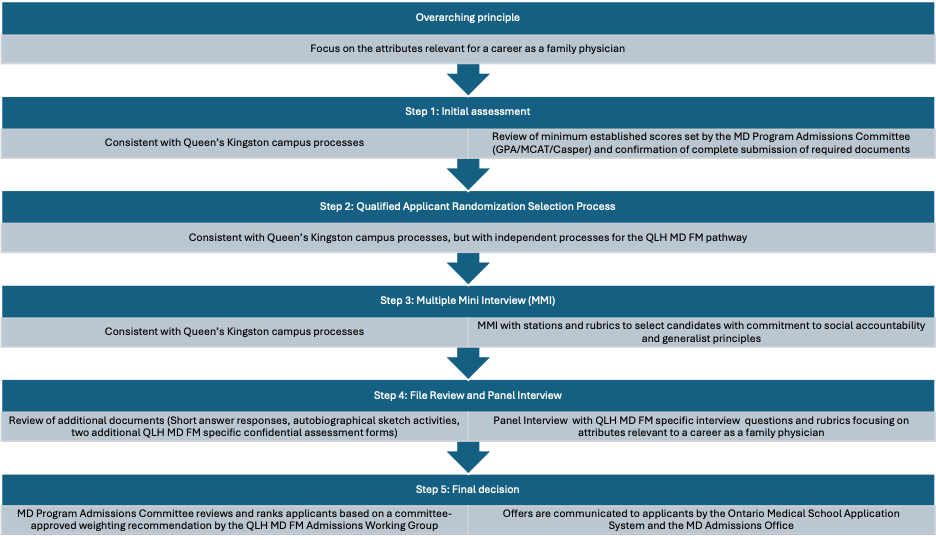 Overarching principle
Focus on the attributes relevant for a career as a family physician
Step 1: Initial assessment
Consistent with Queen's Kingston campus processes
Review of minimum established scores set by the MD Program Admissions Committee
(GPA/MCAT/Casper) and confirmation of complete submission of required documents
Step 2: Qualified Applicant Randomization Selection Process
Consistent with Queen's Kingston campus processes, but with independent processes for the QLH MD FM pathway
Step 3: Multiple Mini Interview (MMI)
Consistent with Queen's Kingston campus processes
MMI with stations and rubrics to select candidates with commitment to social accountability
and generalist principles
Step 4: File Review and Panel Interview
Review of additional documents (Short answer responses, autobiographical sketch activities,
two additional QLH MD FM specific confidential assessment forms)
Panel Interview with QLH MD FM specific interview questions and rubrics focusing on
attributes relevant to a career as a family physician
Step 5: Final decision
MD Program Admissions Committee reviews and ranks applicants based on a committee-
approved weighting recommendation by the QLH MD FM Admissions Working Group
Offers are communicated to applicants by the Ontario Medical School Application
System and the MD Admissions Office